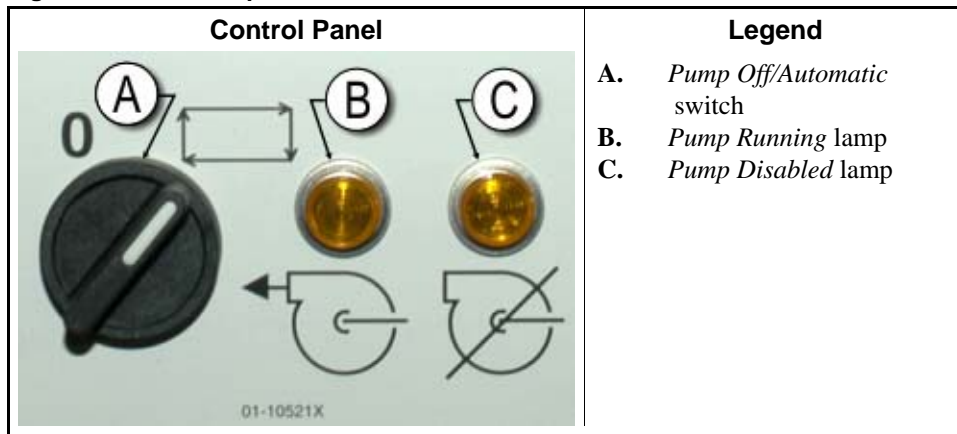 Control Panel
Legend
A
B
C
0
01-10521X
A. Pump Off/Automatic
switch
B. Pump Running lamp
C. Pump Disabled lamp